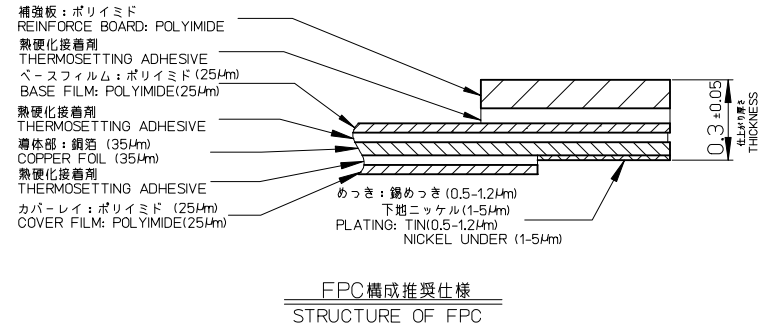 補強板：ポリイミド
REINFORCE BOARD: POLYIMIDE
熱硬化接着剤
THERMOSETTING ADHESIVE
ベースフィルム：ポリイミド(25μm)
BASE FILM: POLYIMIDE(25μm)
熱硬化接着剤
THERMOSETTING ADHESIVE
導体部：銅箔 (35μm)
COPPER FOIL (35μm)
熱硬化接着剤
THERMOSETTING ADHESIVE
カバーレイ：ポリイミド (25μm)
COVER FILM: POLYIMIDE(25μm)
めっき：錫めっき(0.5-1.2μm)
下地ニッケル(1-5μm)
PLATING: TIN(0.5-1.2μm)
NICKEL UNDER (1-5μm)
0.3 ±0.05
仕上がり厚さ
THICKNESS
FPC構成推奨仕様
STRUCTURE OF FPC